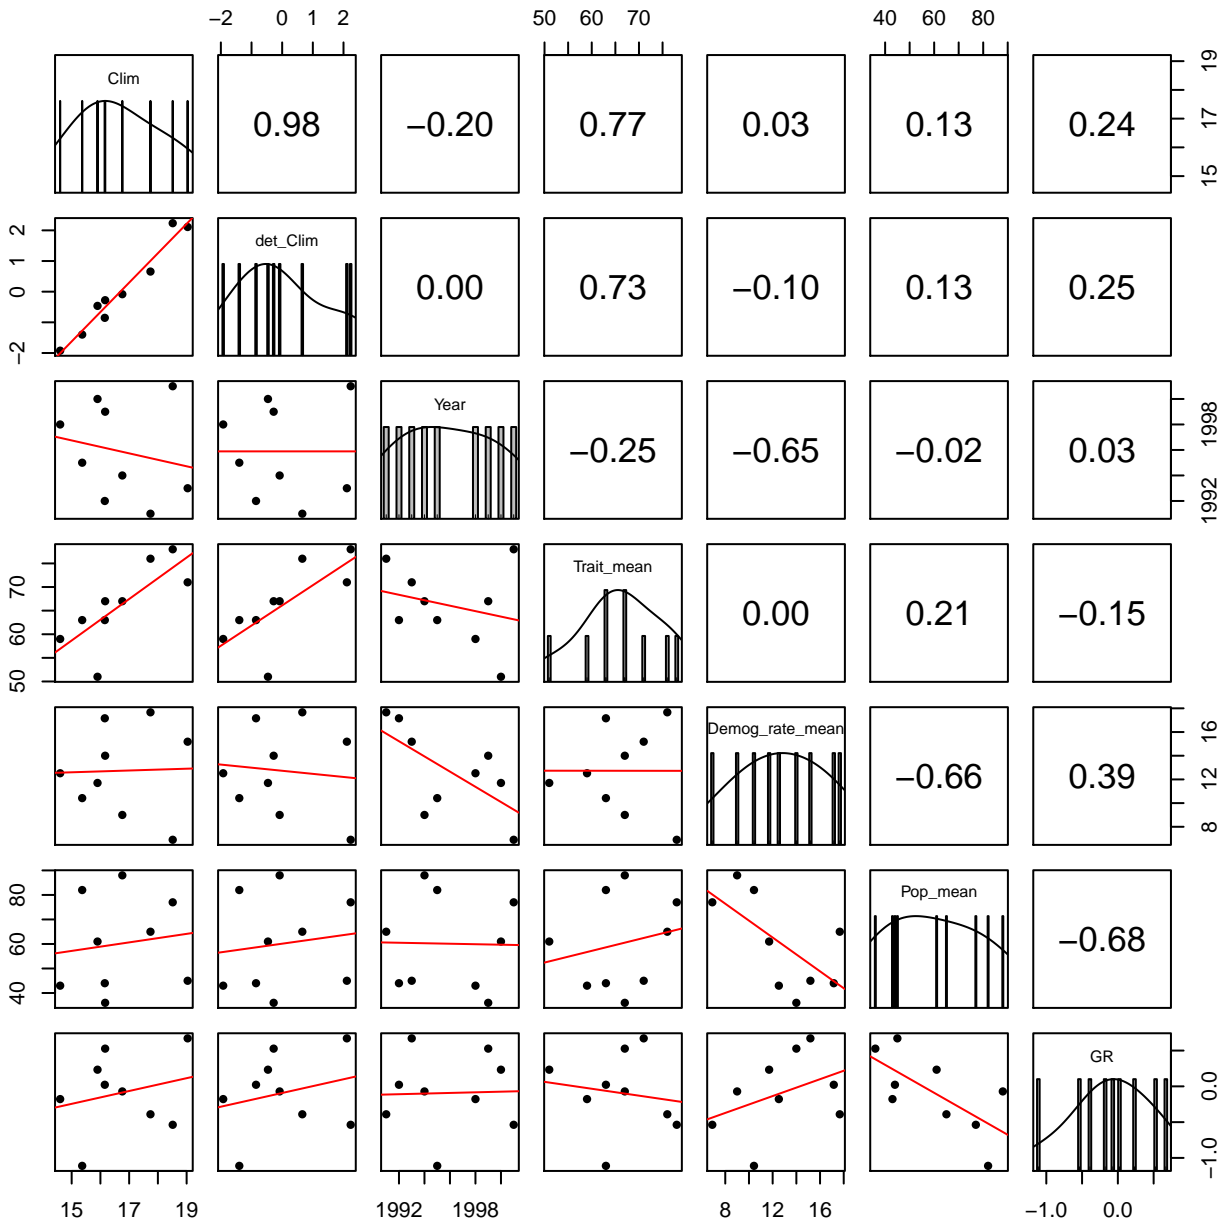 −2 0 1 2 50 60 70 40 60 80
Clim 0.98 −0.20 0.77 0.03 0.13 0.24 15 17 19
−2 0 1 2 det_Clim 0.00 0.73 −0.10 0.13 0.25
Year −0.25 −0.65 −0.02 0.03 1992 1998
50 60 70 Trait_mean 0.00 0.21 −0.15
Demog_rate_mean −0.66 0.39 8 12 16
40 60 80 Pop_mean −0.68
GR −1.0 0.0
15 17 19 1992 1998 8 12 16 −1.0 0.0